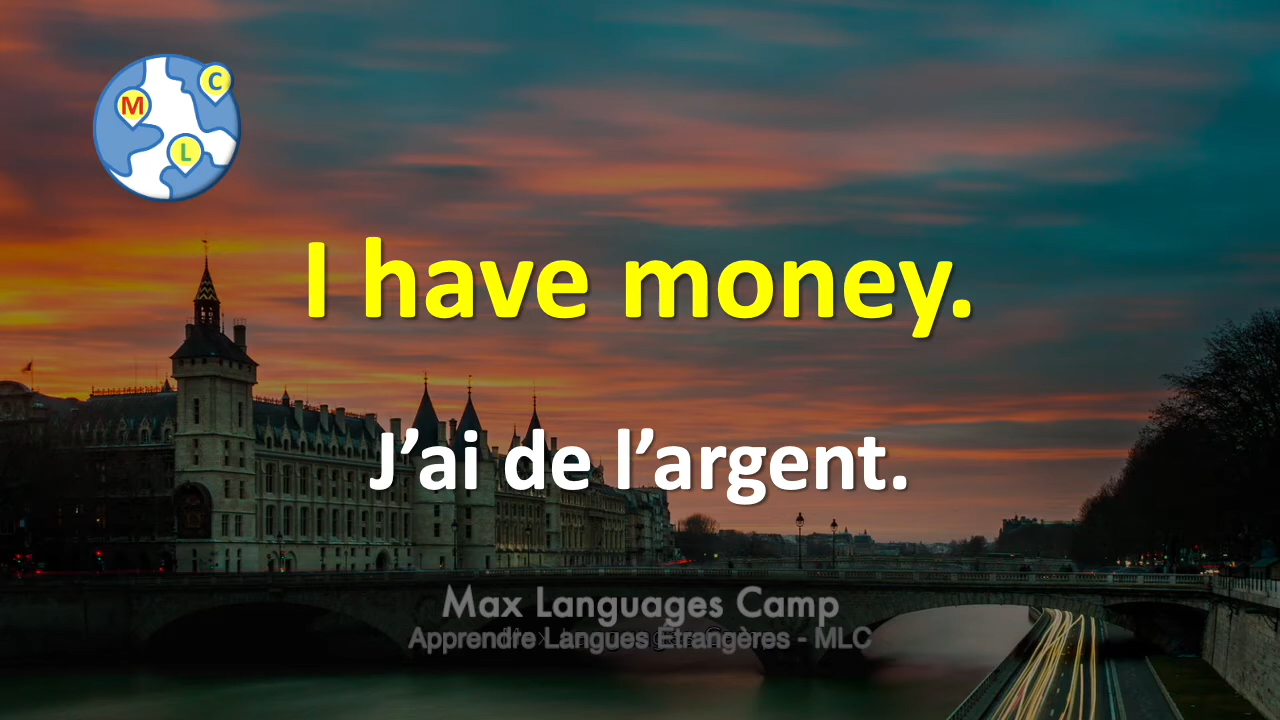 C
M
L
I have money.
J’ai de l’argent.
Max Languages Camp
Apprendre Langues Étrangères - MLC